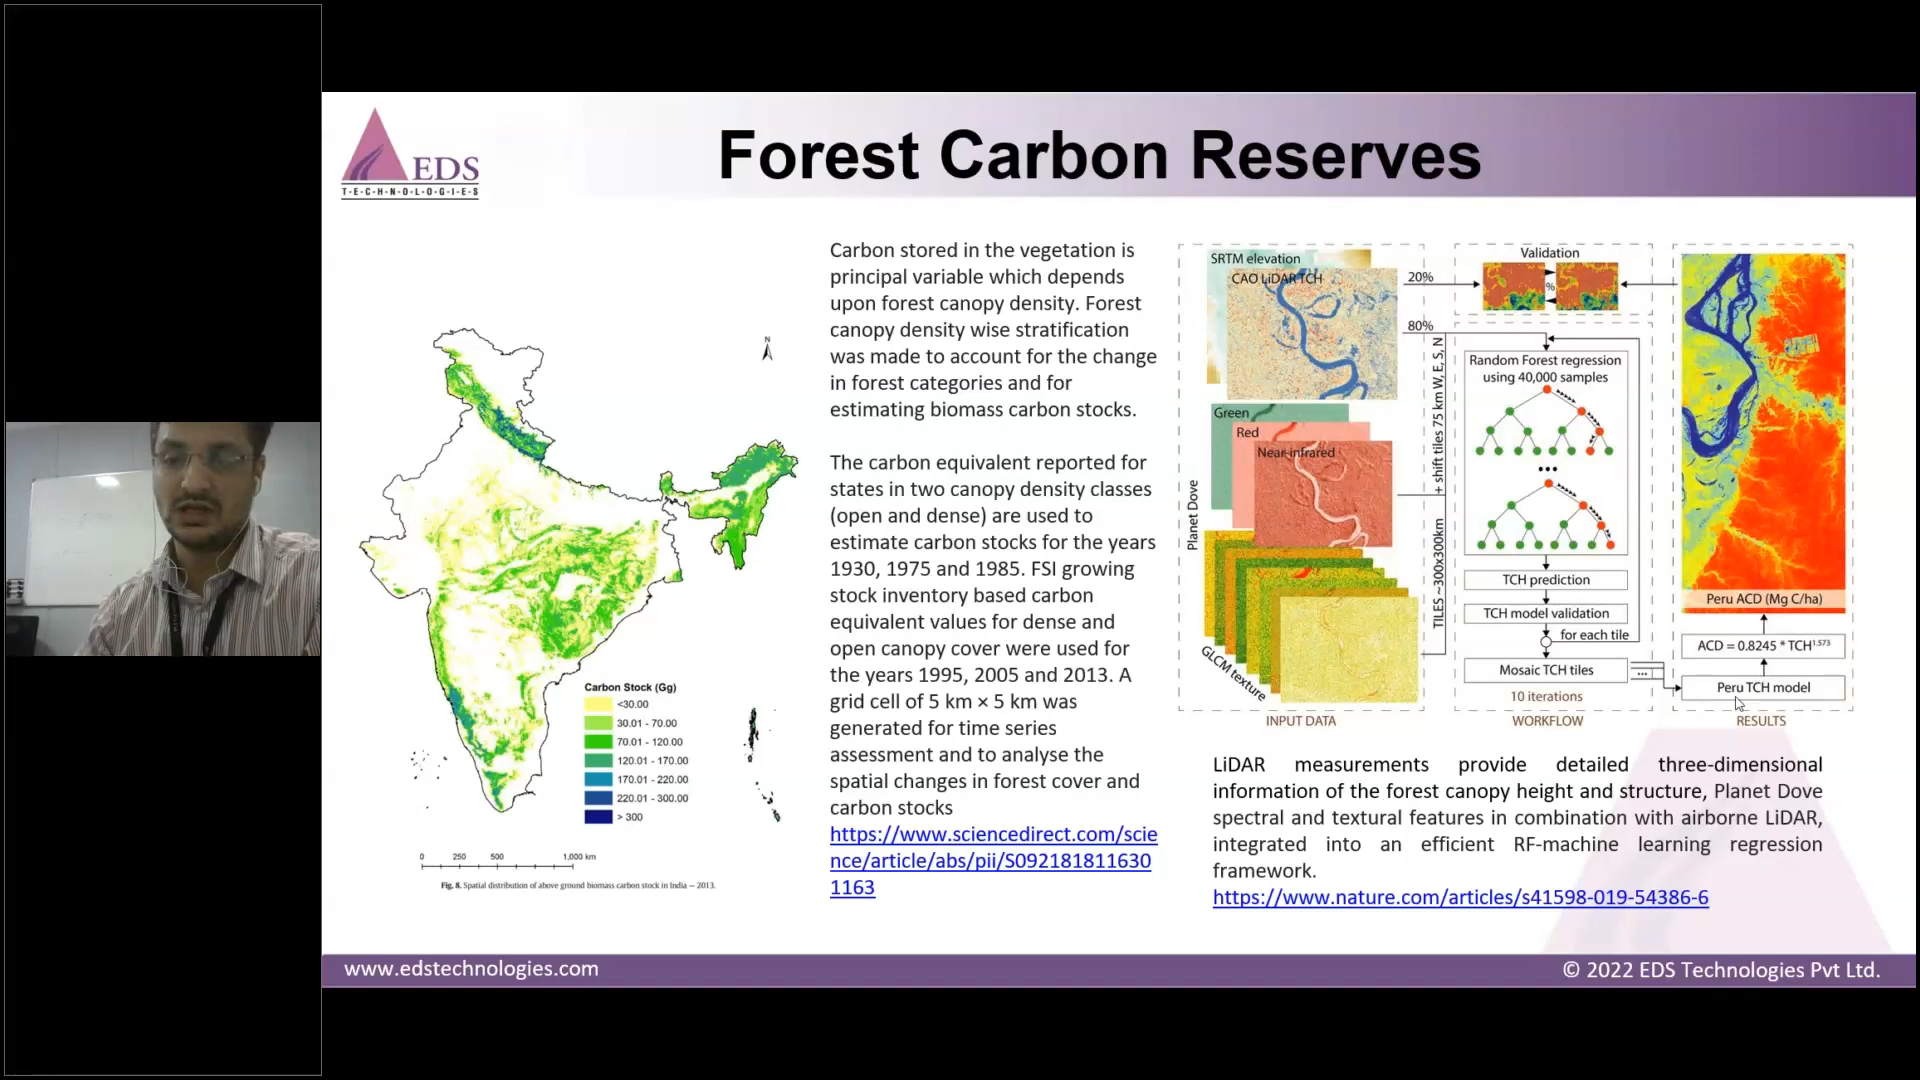 EDS
T·E·C·H·N·O·L·O·G·I·E·S
Forest Carbon Reserves
N
Carbon Stock (Gg)
<30.00
30.01 - 70.00
70.01 - 120.00
120.01 - 170.00
170.01 - 220.00
220.01 - 300.00
> 300
0 250 500 1,000 km
Fig. 8. Spatial distribution of above ground biomass carbon stock in India – 2013.
Carbon stored in the vegetation is
principal variable which depends
upon forest canopy density. Forest
canopy density wise stratification
was made to account for the change
in forest categories and for
estimating biomass carbon stocks.
The carbon equivalent reported for
states in two canopy density classes
(open and dense) are used to
estimate carbon stocks for the years
1930, 1975 and 1985. FSI growing
stock inventory based carbon
equivalent values for dense and
open canopy cover were used for
the years 1995, 2005 and 2013. A
grid cell of 5 km × 5 km was
generated for time series
assessment and to analyse the
spatial changes in forest cover and
carbon stocks
https://www.sciencedirect.com/scie
nce/article/abs/pii/S092181811630
1163
SRTM elevation
CAO LiDAR TCH
Green
Red
Near-infrared
Planet Dove
GLCM texture
INPUT DATA
20%
80%
TILES ~300x300km + shift tiles 75 km W, E, S, N
Validation
%
Random Forest regression
using 40,000 samples
...
TCH prediction
TCH model validation
for each tile
Mosaic TCH tiles
...
10 iterations
WORKFLOW
Peru ACD (Mg C/ha)
ACD = 0.8245 * TCH1.573
Peru TCH model
RESULTS
LiDAR measurements provide detailed three-dimensional
information of the forest canopy height and structure, Planet Dove
spectral and textural features in combination with airborne LiDAR,
integrated into an efficient RF-machine learning regression
framework.
https://www.nature.com/articles/s41598-019-54386-6
www.edstechnologies.com
© 2022 EDS Technologies Pvt Ltd.